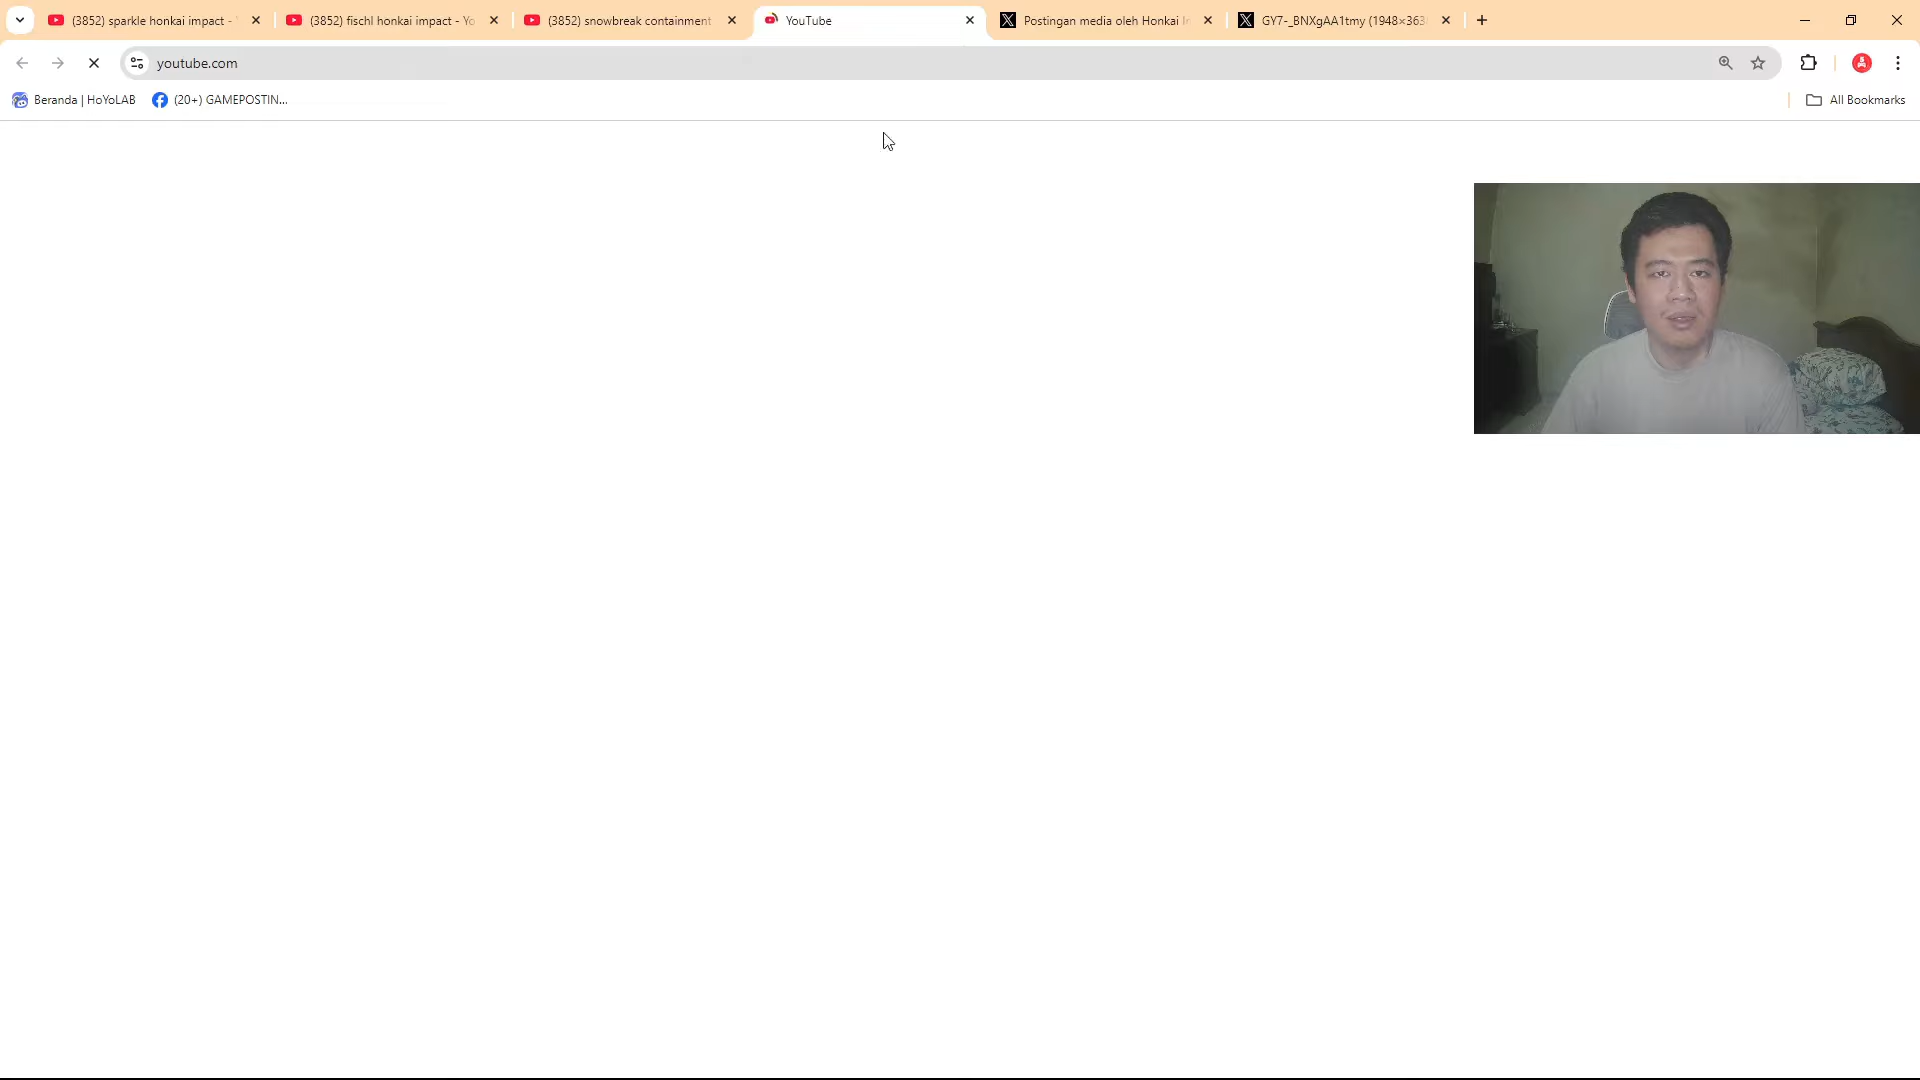 (3852) sparkle honkai impact -
(3852) fischl honkai impact - Yo
(3852) snowbreak containment
YouTube
Postingan media oleh Honkai I
GY7-_BNXgAA1tmy (1948×363
youtube.com
Beranda | HoYoLAB
(20+) GAMEPOSTIN...
All Bookmarks